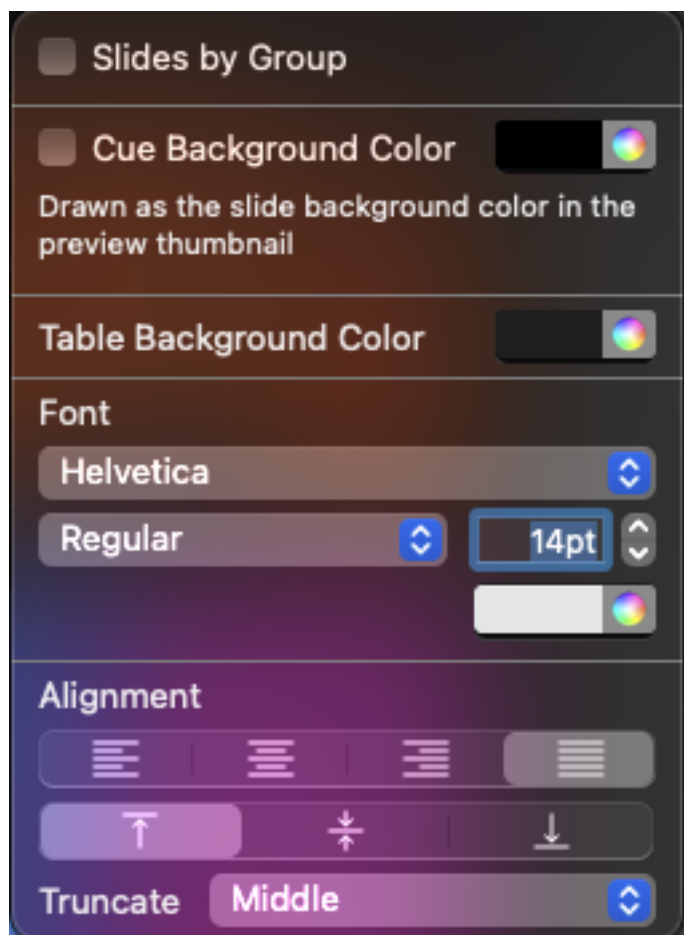 Slides by Group
Cue Background Color
Drawn as the slide background color in the
preview thumbnail
Table Background Color
Font
Helvetica
Regular
14pt
Alignment
Truncate
Middle